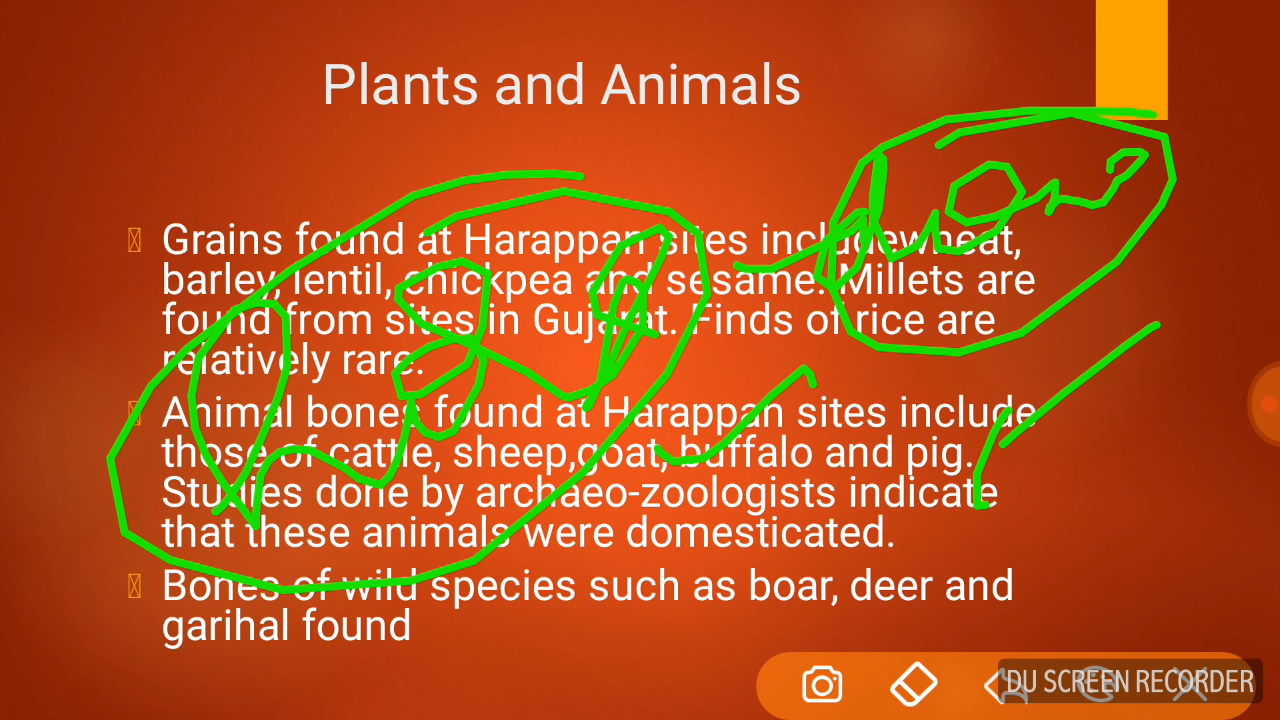 Plants and Animals
Grains found at Harappan sites includewheat,
barley, lentil, chickpea and sesame. Millets are
found from sites in Gujarat. Finds of rice are
relatively rare.
Animal bones found at Harappan sites include
those of cattle, sheep,goat, buffalo and pig.
Studies done by archaeo-zoologists indicate
that these animals were domesticated.
Bones of wild species such as boar, deer and
garihal found
DU SCREEN RECORDER